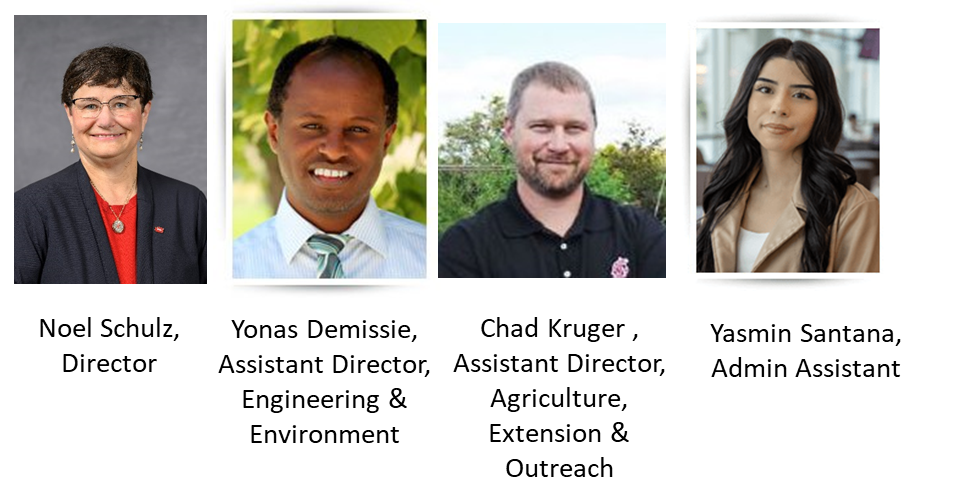 Noel Schulz,
Director
Yonas Demissie,
Assistant Director,
Engineering &
Environment
Chad Kruger ,
Assistant Director,
Agriculture,
Extension &
Outreach
Yasmin Santana,
Admin Assistant